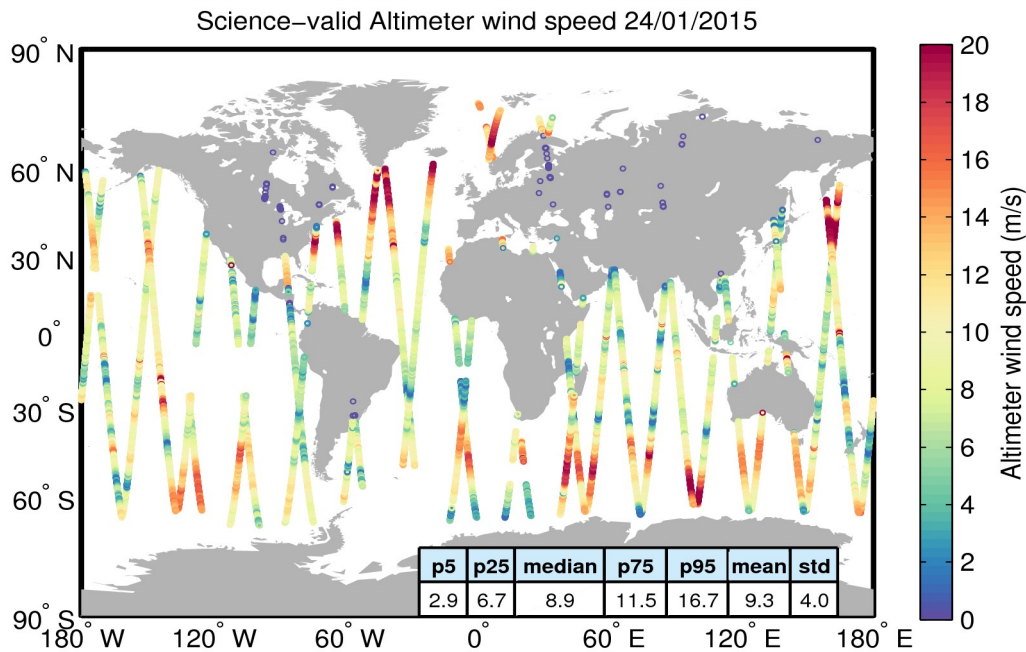 Science−valid Altimeter wind speed 24/01/2015
90° N
60° N
30° N
0°
30° S
60° S
90° S
180° W
120° W
60° W
0°
60° E
120° E
180° E
p5 p25 median p75 p95 mean std
2.9 6.7 8.9 11.5 16.7 9.3 4.0
20
18
16
14
12
10
8
6
4
2
0
Altimeter wind speed (m/s)